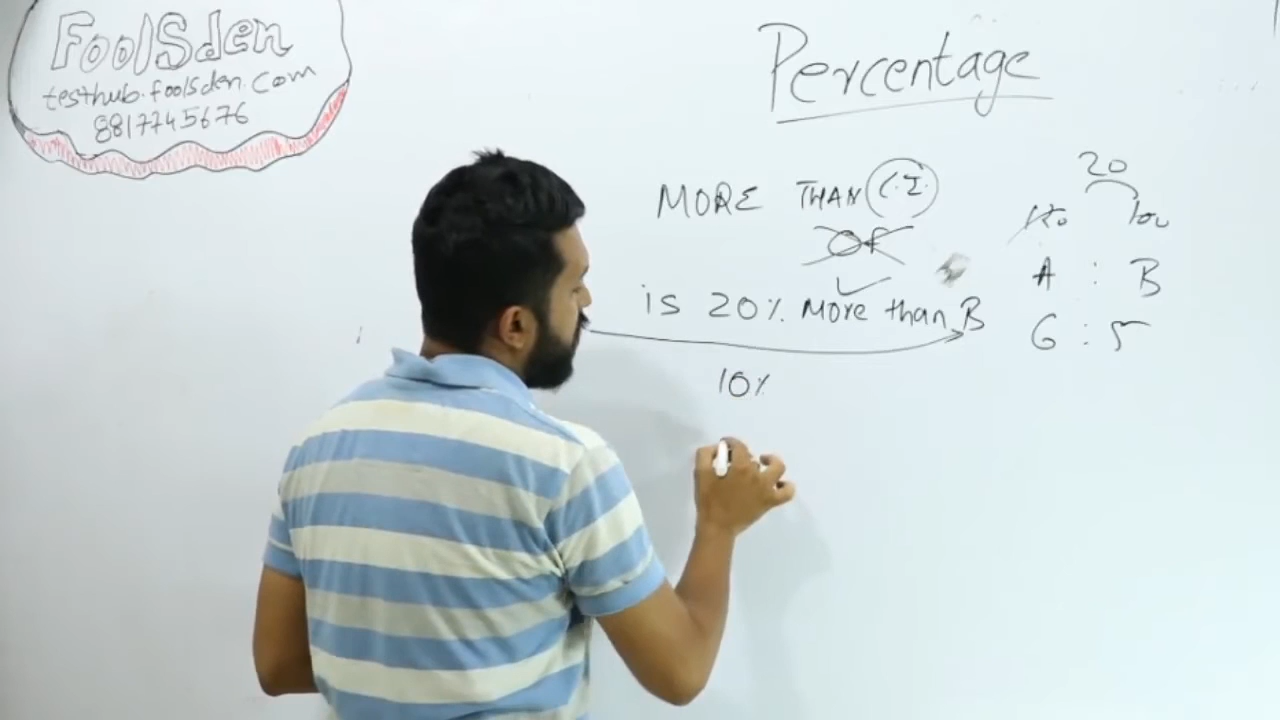 FoolSden
testhub.foolsden.com
8817745676
Percentage
MORE THAN
OF
is 20% More than B
10%
20
120 100
A : B
6 : 5